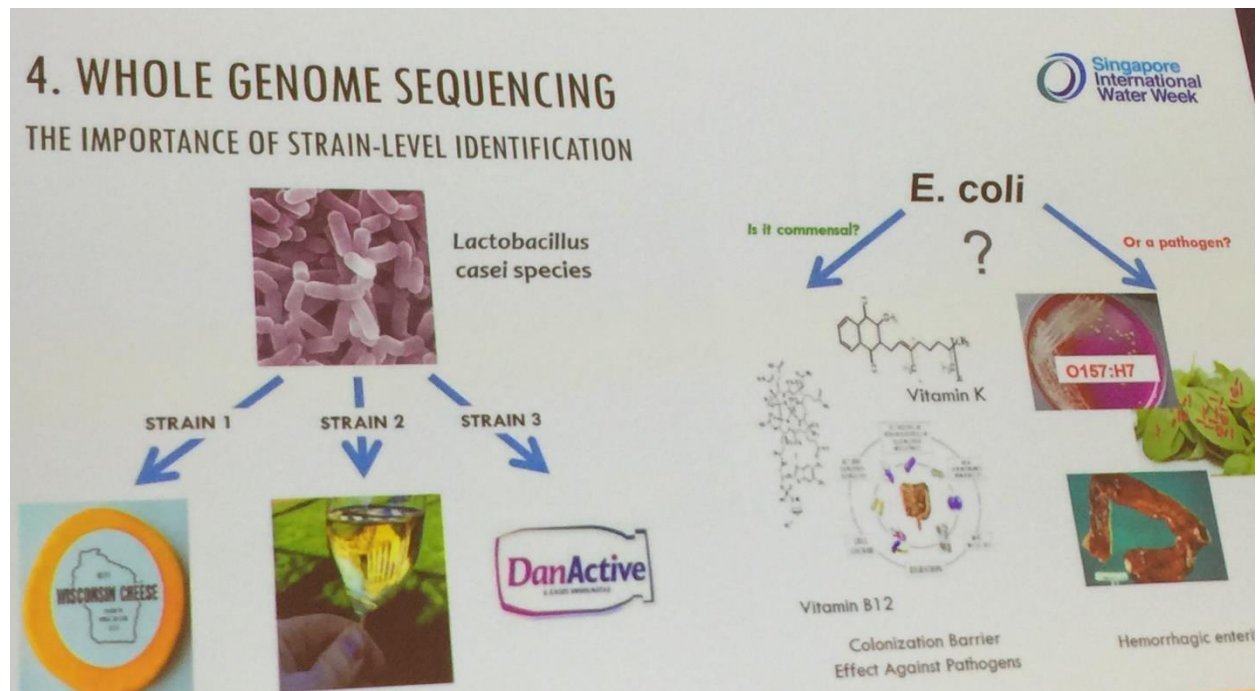 4. WHOLE GENOME SEQUENCING
THE IMPORTANCE OF STRAIN-LEVEL IDENTIFICATION
Singapore
International
Water Week
Lactobacillus
casei species
STRAIN 1
STRAIN 2
STRAIN 3
WISCONSIN CHEESE
DanActive
E. coli
Is it commensal?
?
Or a pathogen?
Vitamin K
O157:H7
Vitamin B12
Colonization Barrier
Effect Against Pathogens
Hemorrhagic enteri